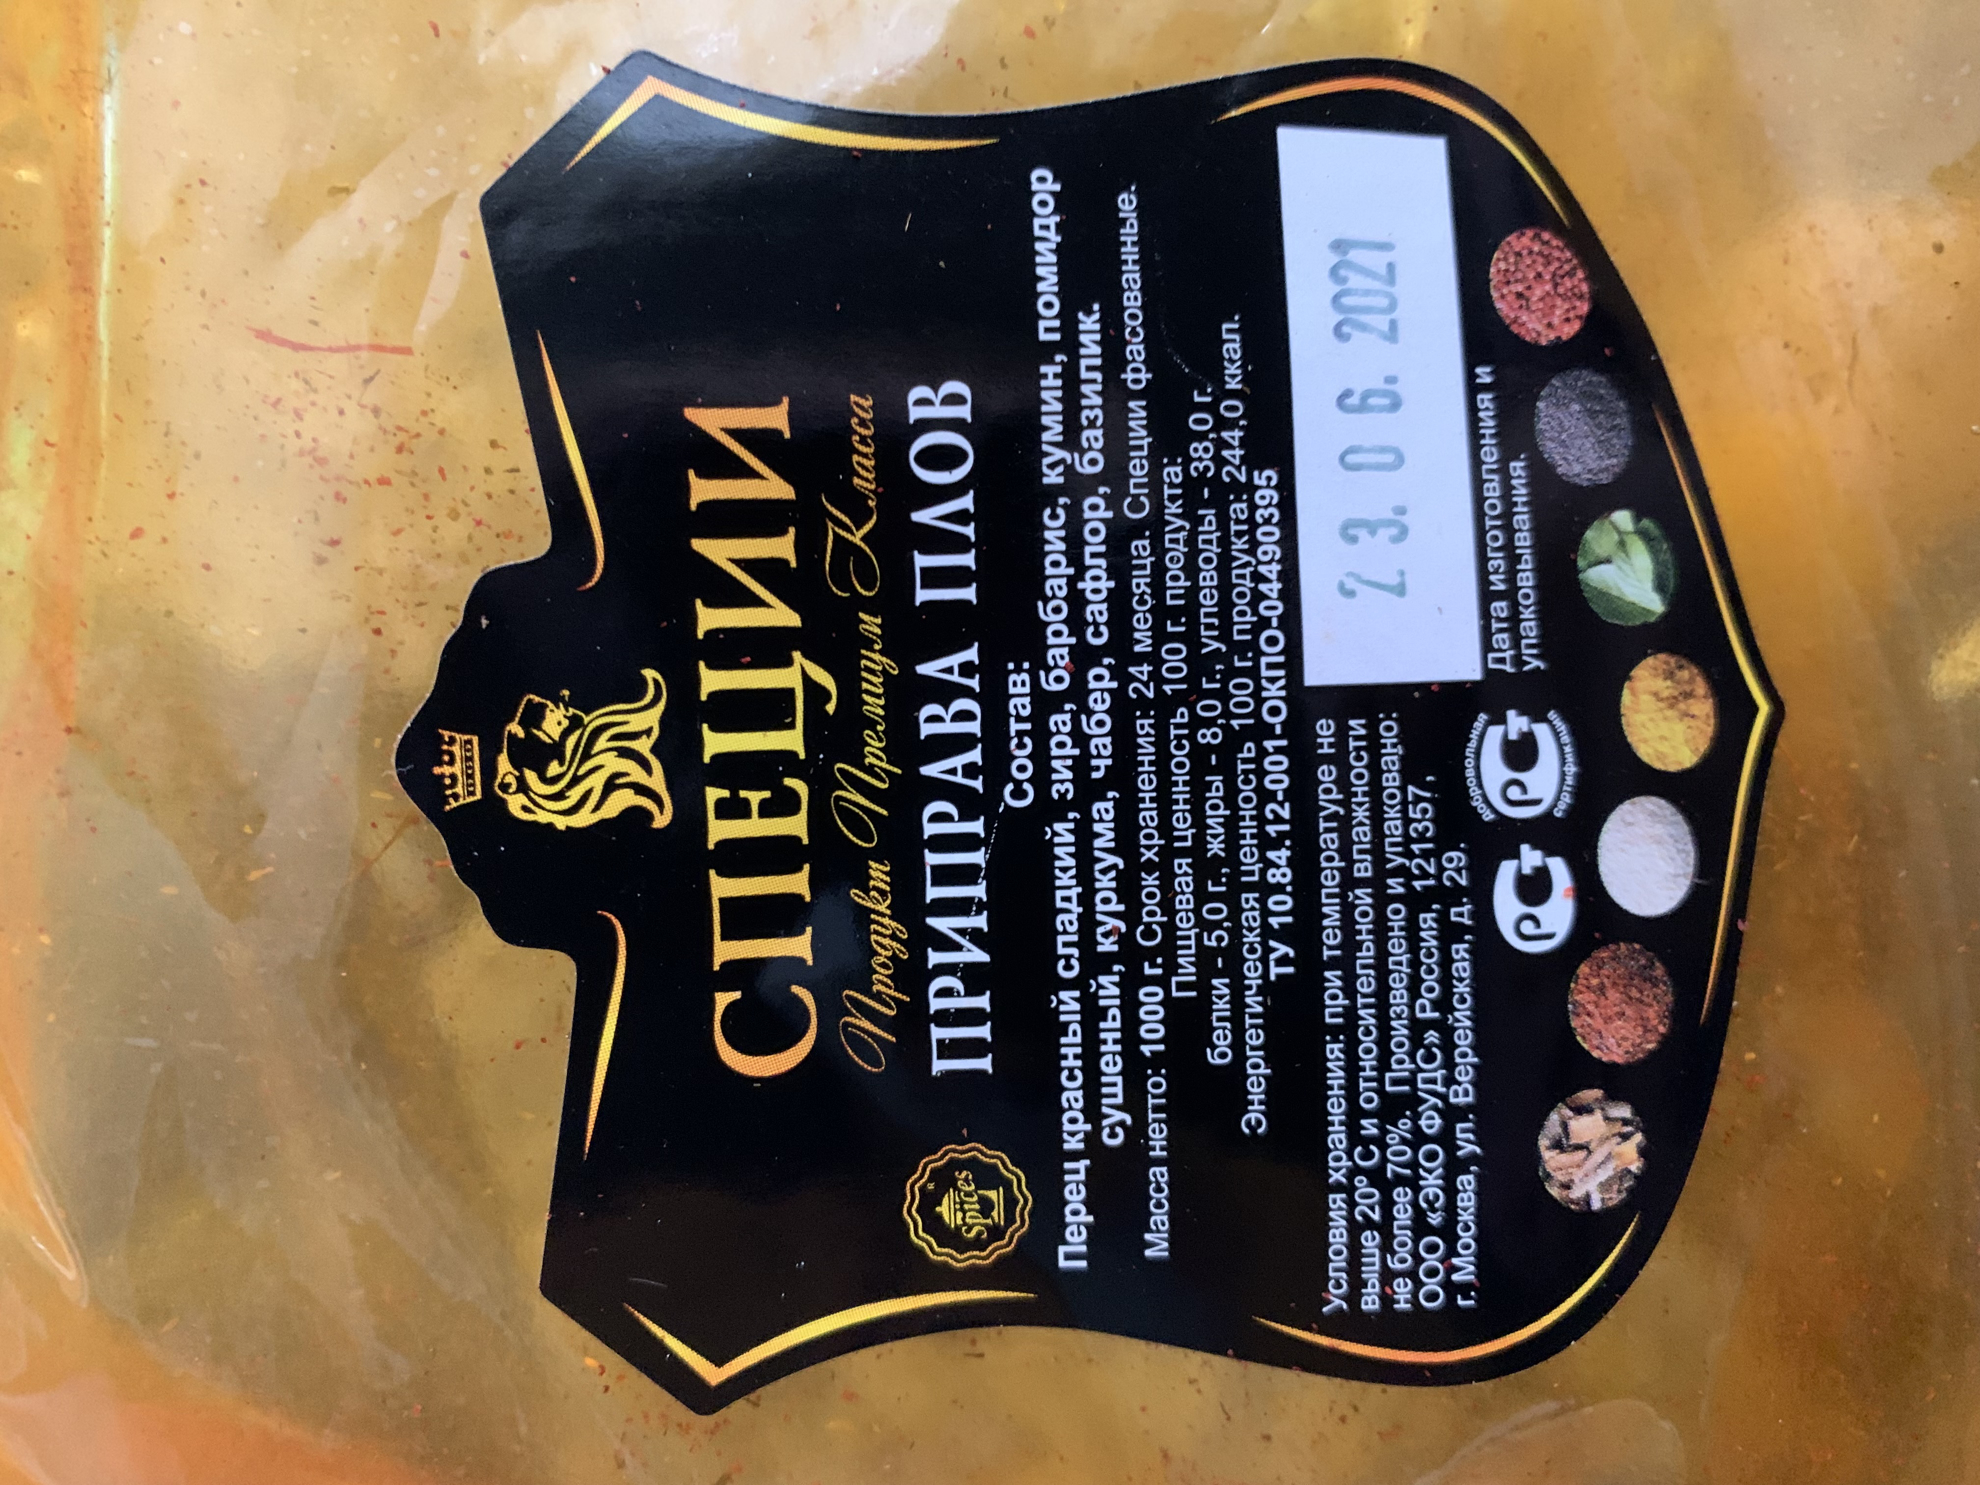 СПЕЦИИ
Продукт Премиум Класса
ПРИПРАВА ПЛОВ
Spices
Состав:
Перец красный сладкий, зира, барбарис, кумин, помидор
сушеный, куркума, чабер, сафлор, базилик.
Масса нетто: 1000 г. Срок хранения: 24 месяца. Специи фасованные.
Пищевая ценность 100 г. продукта:
белки - 5,0 г., жиры - 8,0 г., углеводы - 38,0 г.
Энергетическая ценность 100 г. продукта: 244,0 ккал.
ТУ 10.84.12-001-ОКПО-04490395
Условия хранения: при температуре не
выше 20° С и относительной влажности
не более 70%. Произведено и упаковано:
ООО «ЭКО ФУДС» Россия, 121357,
г. Москва, ул. Верейская, д. 29.
23.06.2021
Дата изготовления и
упаковывания.
РСТ
добровольная
РСТ
сертификация